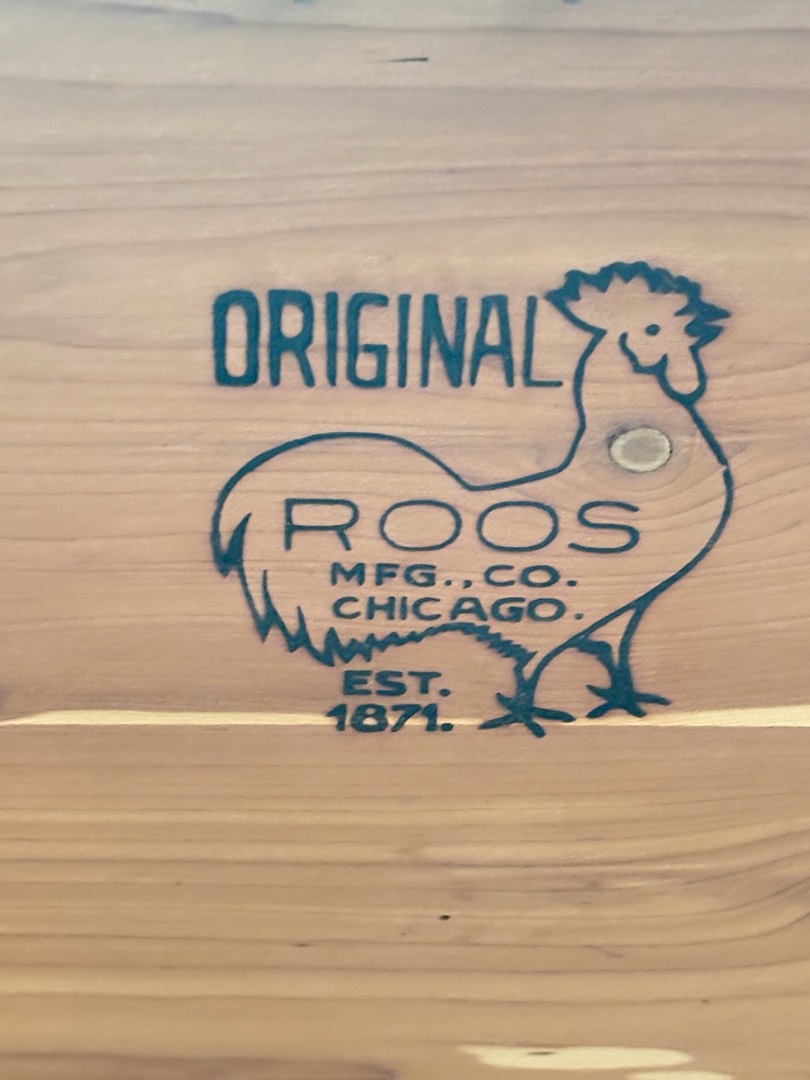 ORIGINAL
ROOS
MFG., CO.
CHICAGO.
EST.
1871.